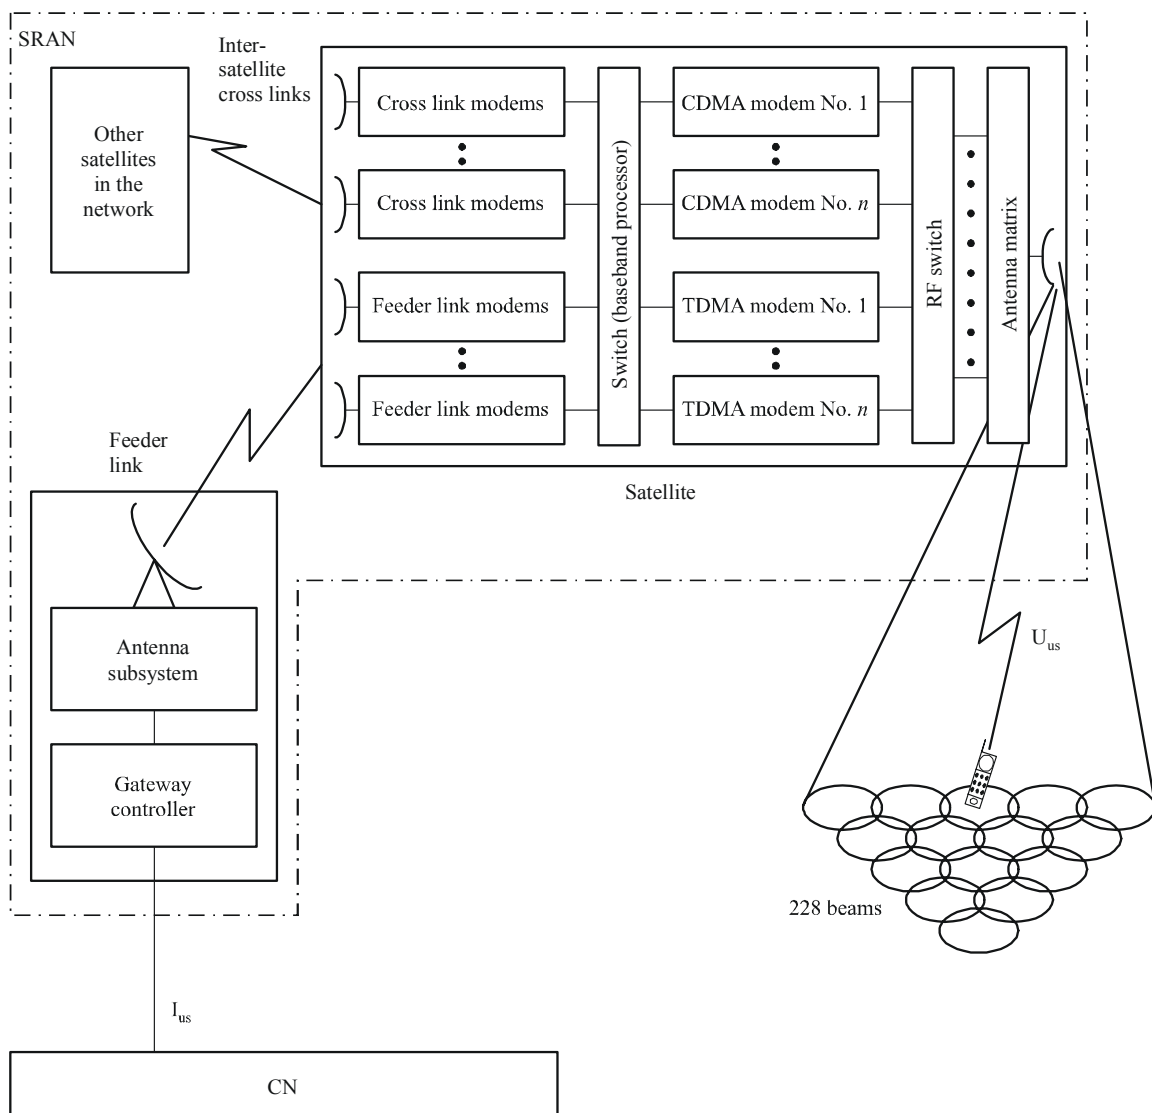 SRAN
Inter-
satellite
cross links
Other
satellites
in the
network
Cross link modems
Cross link modems
Feeder link modems
Feeder link modems
Switch (baseband processor)
CDMA modem No. 1
CDMA modem No. n
TDMA modem No. 1
TDMA modem No. n
RF switch
Antenna matrix
Satellite
Feeder
link
Antenna
subsystem
Gateway
controller
Uus
228 beams
Ius
CN